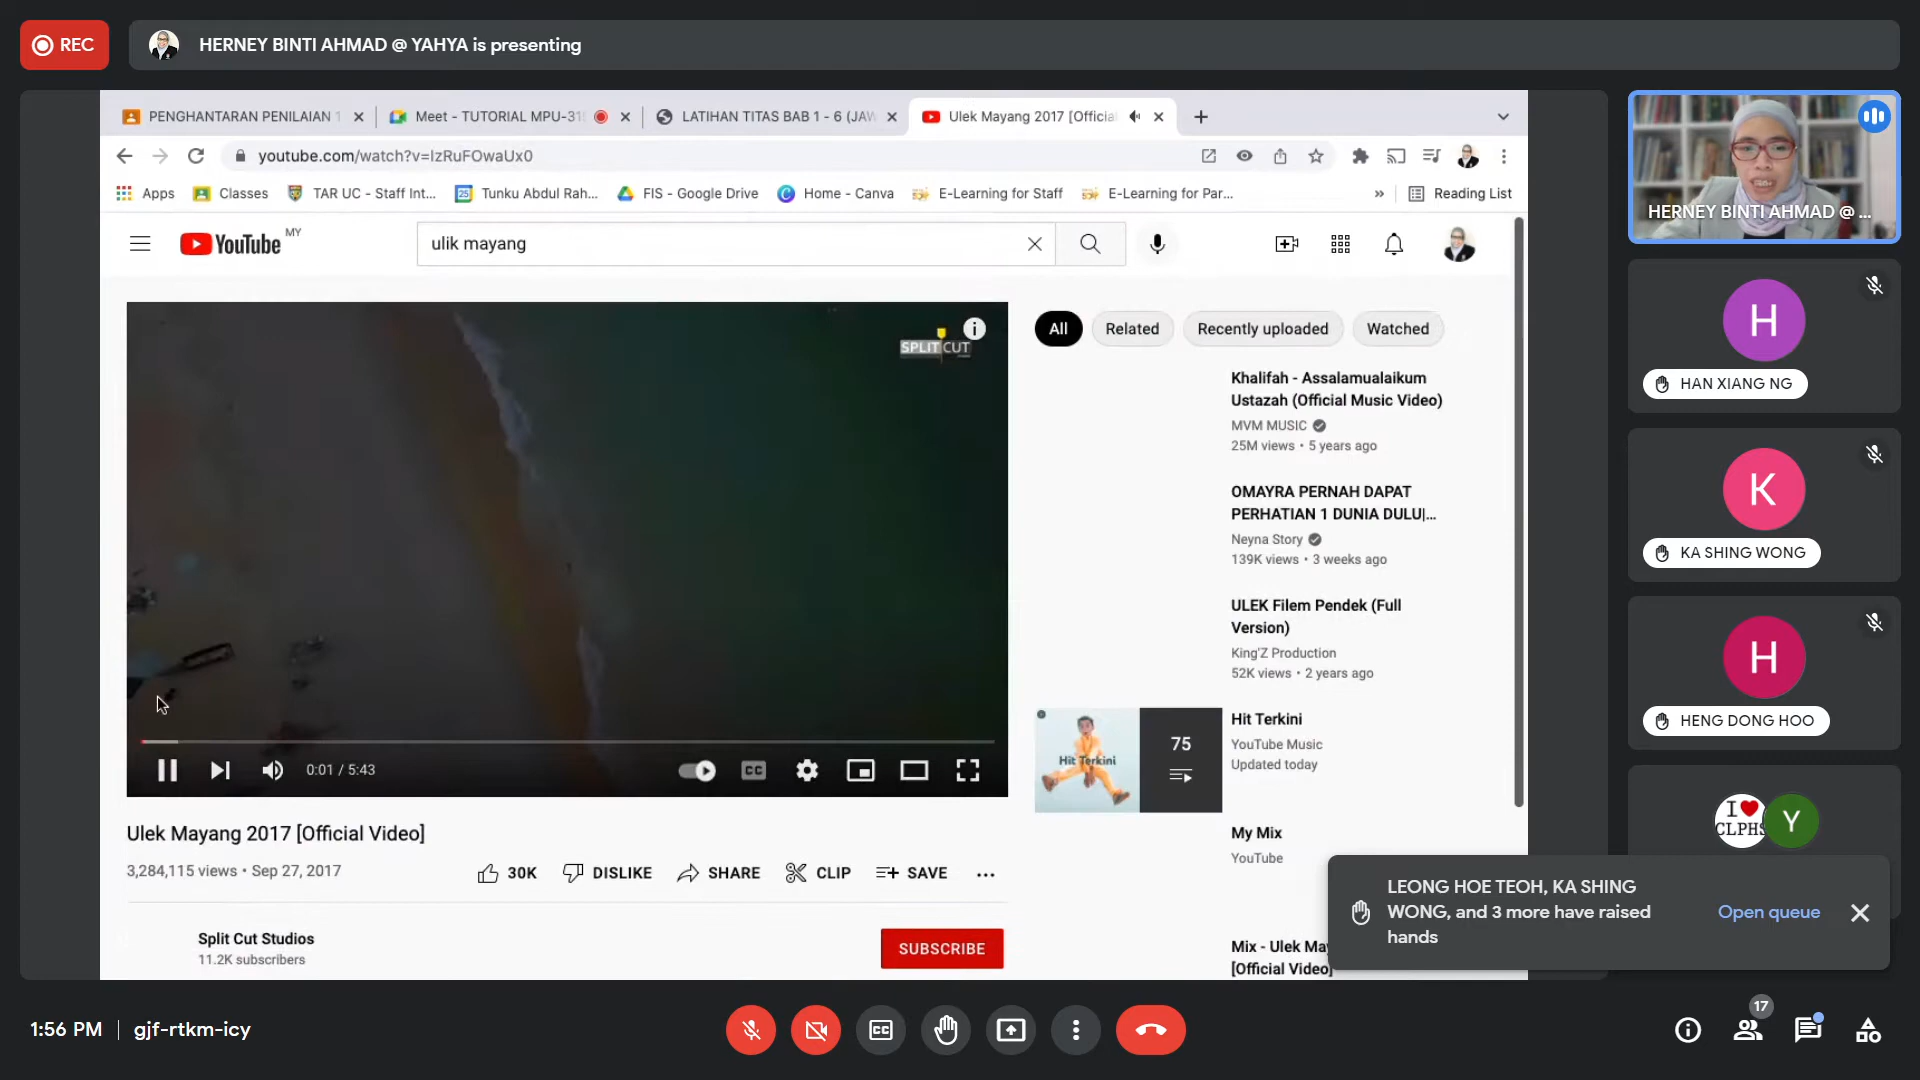 REC
HERNEY BINTI AHMAD @ YAHYA is presenting
PENGHANTARAN PENILAIAN 1
Meet - TUTORIAL MPU-31
LATIHAN TITAS BAB 1 - 6 (JAW
Ulek Mayang 2017 [Official
youtube.com/watch?v=IzRuFOwaUx0
Apps
Classes
TAR UC - Staff Int...
Tunku Abdul Rah...
FIS - Google Drive
Home - Canva
E-Learning for Staff
E-Learning for Par...
»
Reading List
YouTube MY
ulik mayang
SPLIT CUT
0:01 / 5:43
CC
Ulek Mayang 2017 [Official Video]
3,284,115 views • Sep 27, 2017
30K
DISLIKE
SHARE
CLIP
SAVE
Split Cut Studios
11.2K subscribers
SUBSCRIBE
All
Related
Recently uploaded
Watched
Khalifah - Assalamualaikum
Ustazah (Official Music Video)
MVM MUSIC
25M views • 5 years ago
OMAYRA PERNAH DAPAT
PERHATIAN 1 DUNIA DULU|...
Neyna Story
139K views • 3 weeks ago
ULEK Filem Pendek (Full
Version)
King'Z Production
52K views • 2 years ago
Hit Terkini
75
Hit Terkini
YouTube Music
Updated today
My Mix
YouTube
Mix - Ulek May
[Official Video]
HERNEY BINTI AHMAD @ ...
H
HAN XIANG NG
K
KA SHING WONG
H
HENG DONG HOO
I
CLPHS
Y
LEONG HOE TEOH, KA SHING
WONG, and 3 more have raised
hands
Open queue
1:56 PM
gjf-rtkm-icy
CC
17